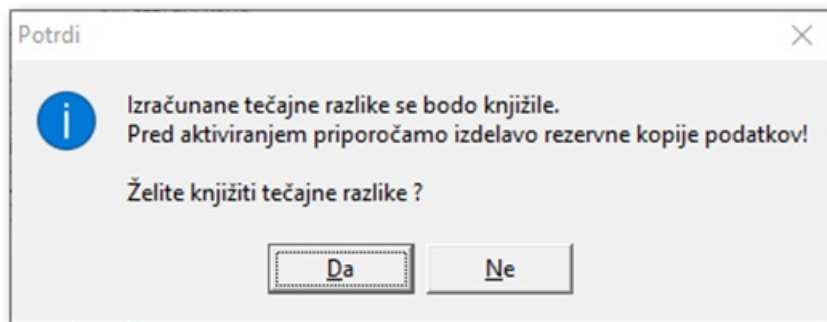 Potrdi
Izračunane tečajne razlike se bodo knjižile.
Pred aktiviranjem priporočamo izdelavo rezervne kopije podatkov!
Želite knjižiti tečajne razlike ?
Da
Ne